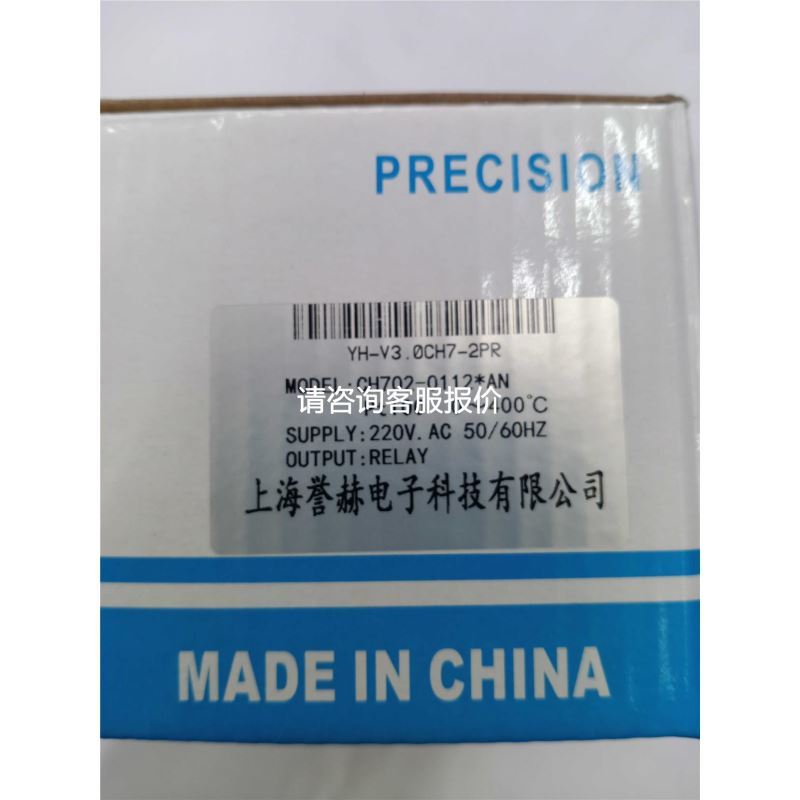 PRECISION
YH-V3.0CH7-2PR
MODEL:CH702-0112*AN
请咨询客服报价
400℃
SUPPLY:220V.AC 50/60HZ
OUTPUT:RELAY
上海誉赫电子科技有限公司
MADE IN CHINA